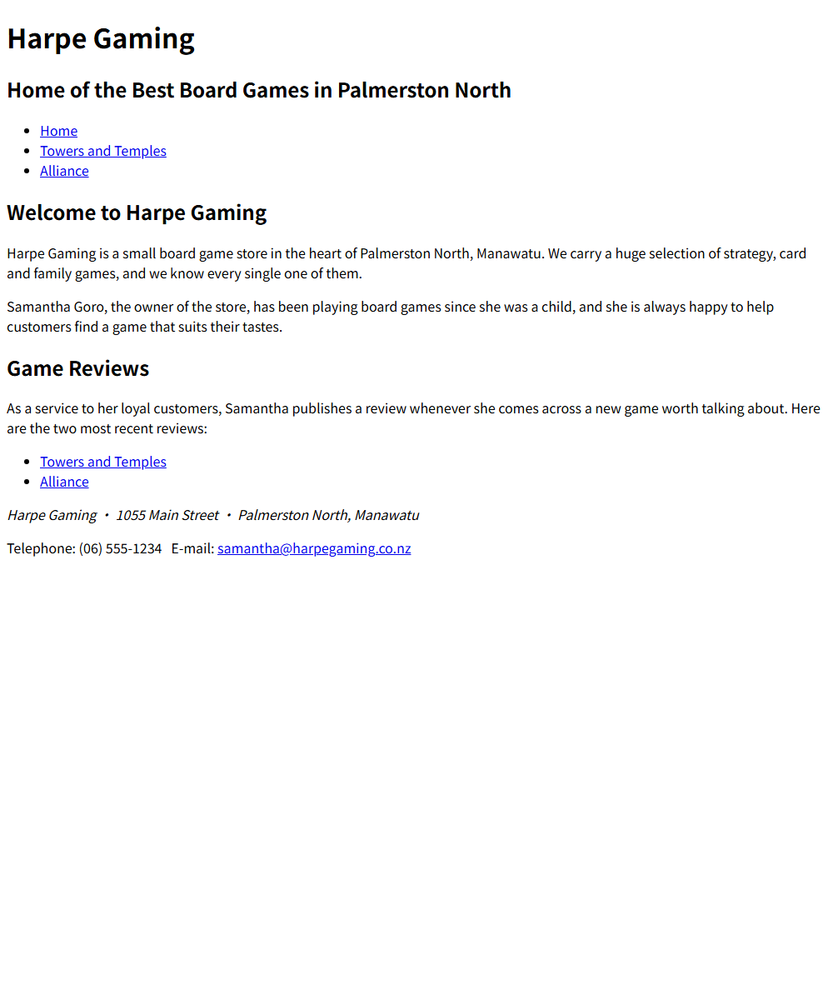 Harpe Gaming
Home of the Best Board Games in Palmerston North
Home
Towers and Temples
Alliance
Welcome to Harpe Gaming
Harpe Gaming is a small board game store in the heart of Palmerston North, Manawatu. We carry a huge selection of strategy, card
and family games, and we know every single one of them.
Samantha Goro, the owner of the store, has been playing board games since she was a child, and she is always happy to help
customers find a game that suits their tastes.
Game Reviews
As a service to her loyal customers, Samantha publishes a review whenever she comes across a new game worth talking about. Here
are the two most recent reviews:
Towers and Temples
Alliance
Harpe Gaming • 1055 Main Street • Palmerston North, Manawatu
Telephone: (06) 555-1234 E-mail: samantha@harpegaming.co.nz